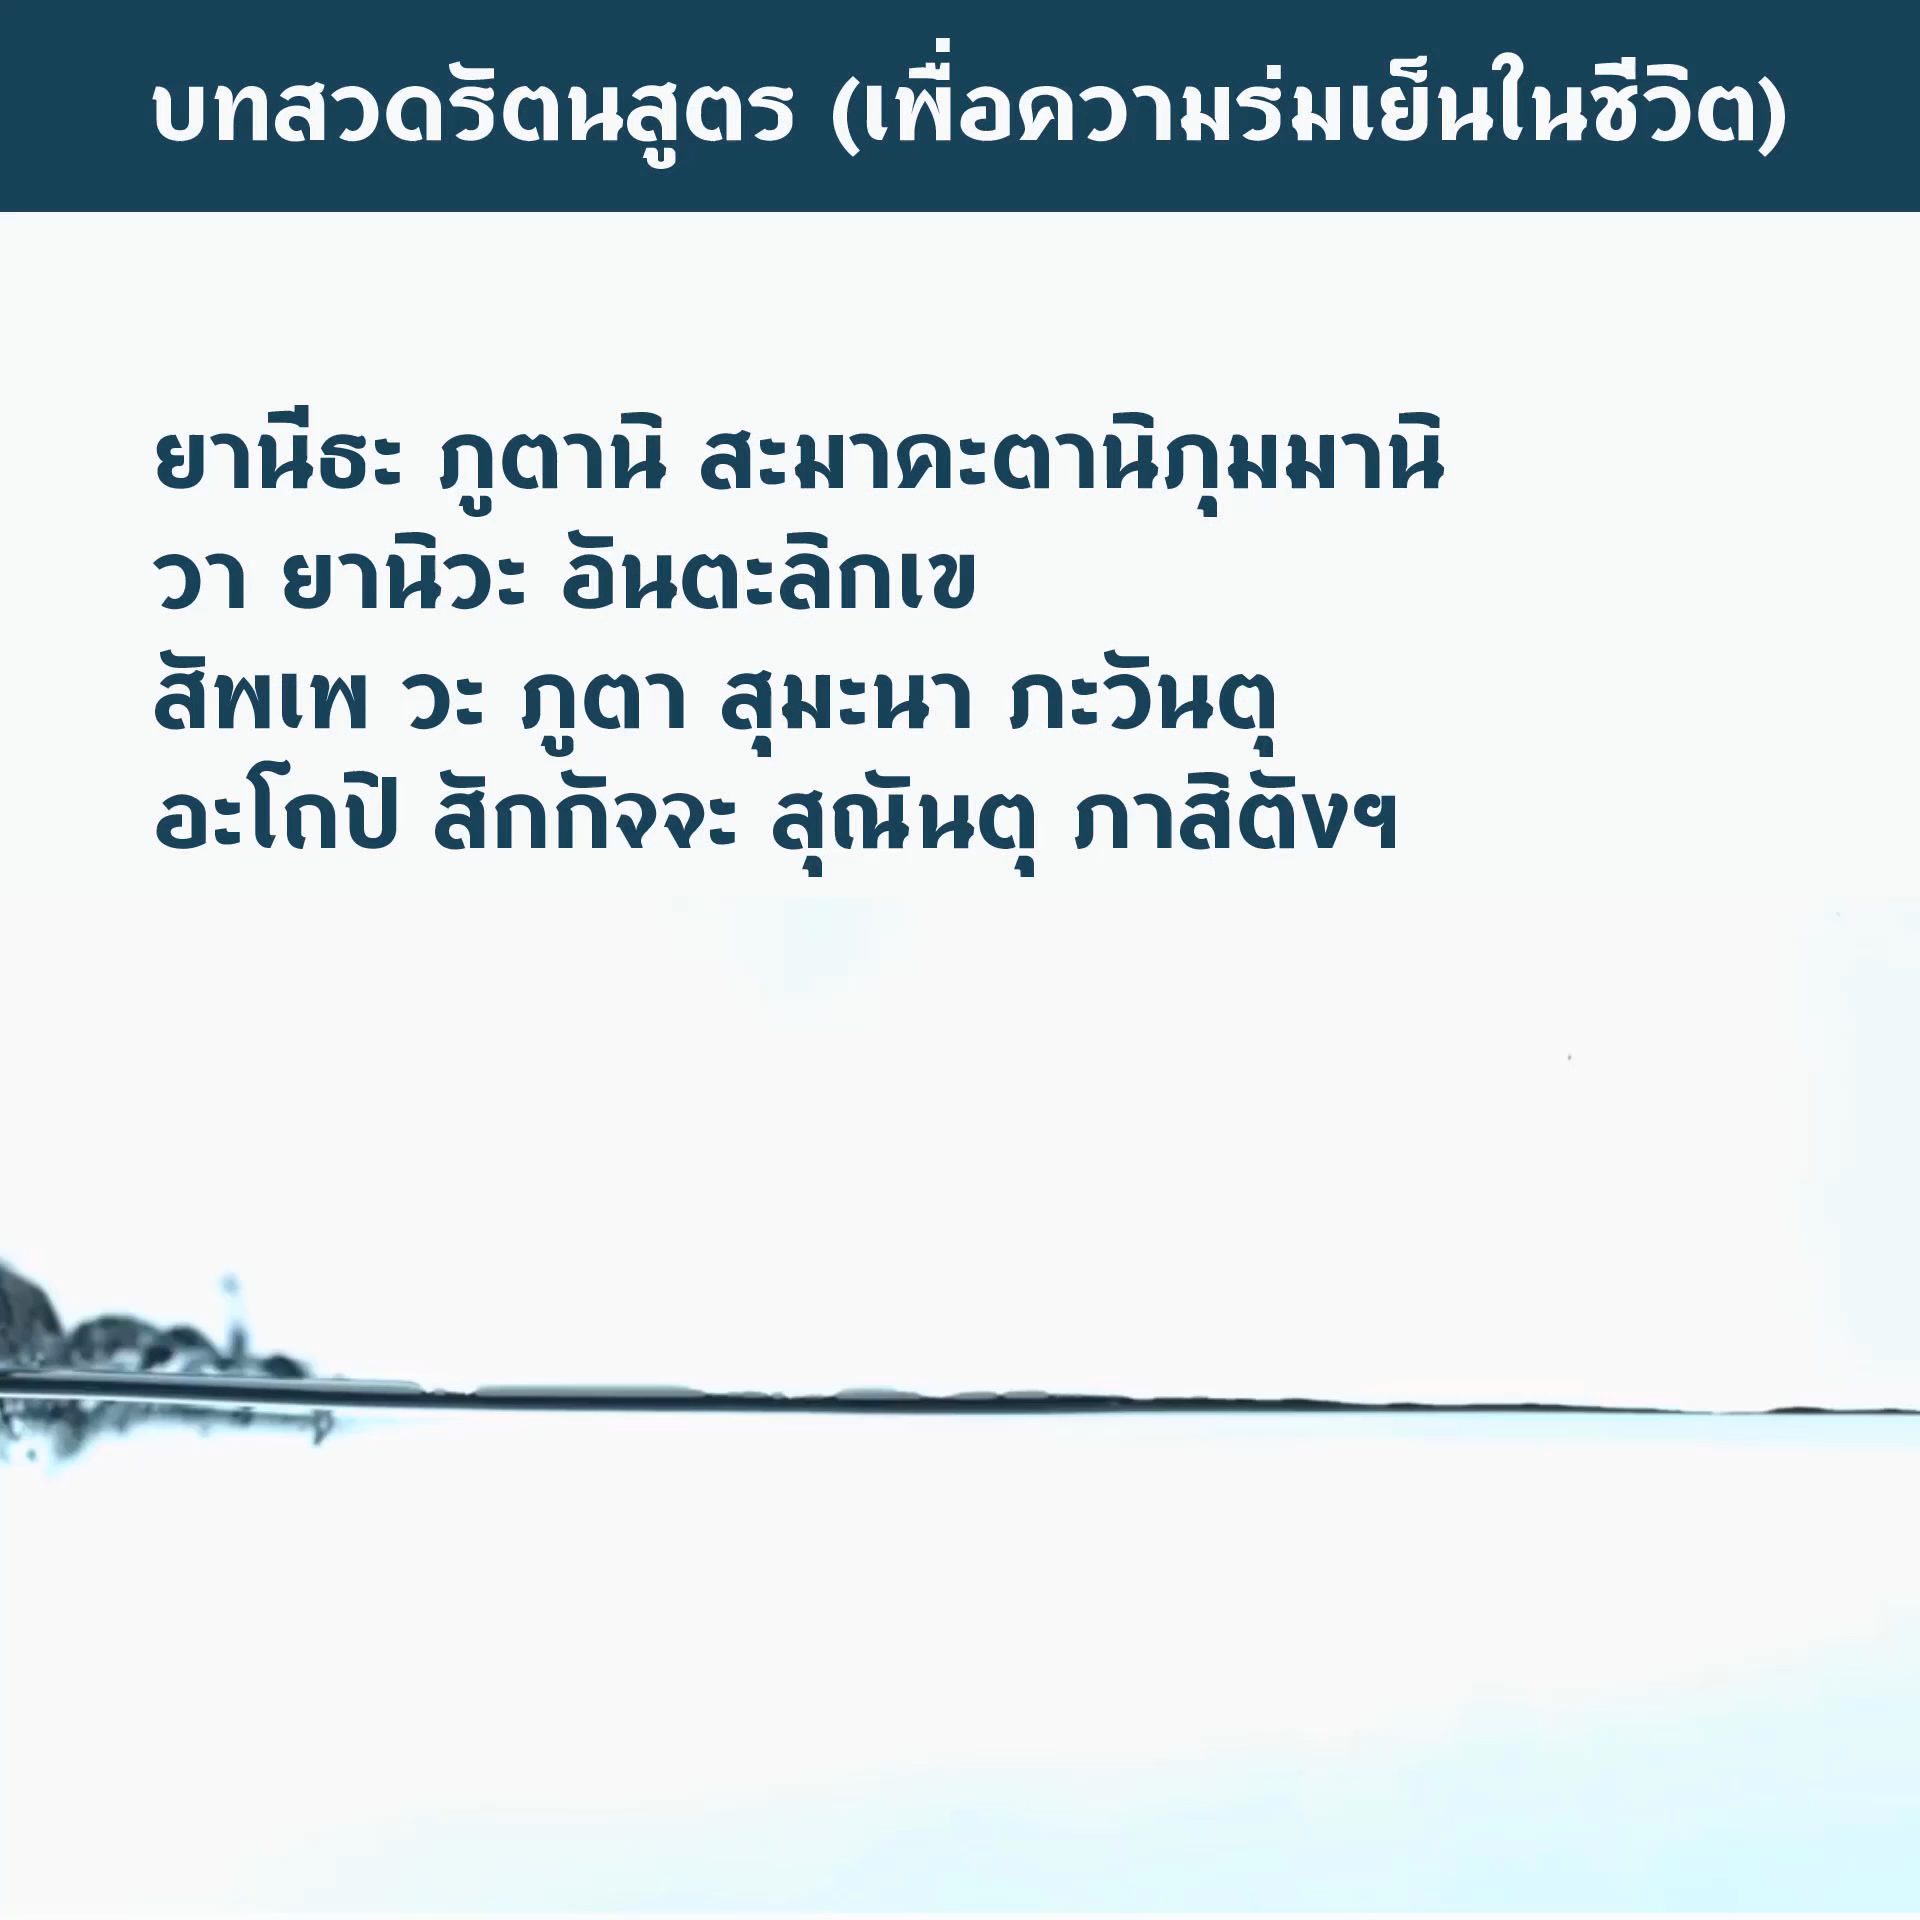 บทสวดรัตนสูตร (เพื่อความร่มเย็นในชีวิต)
ยานีธะ ภูตานิ สะมาคะตานิภุมมานิ
วา ยานิวะ อันตะลิกเข
สัพเพ วะ ภูตา สุมะนา ภะวันตุ
อะโถปิ สักกัจจะ สุณันตุ ภาสิตังฯ